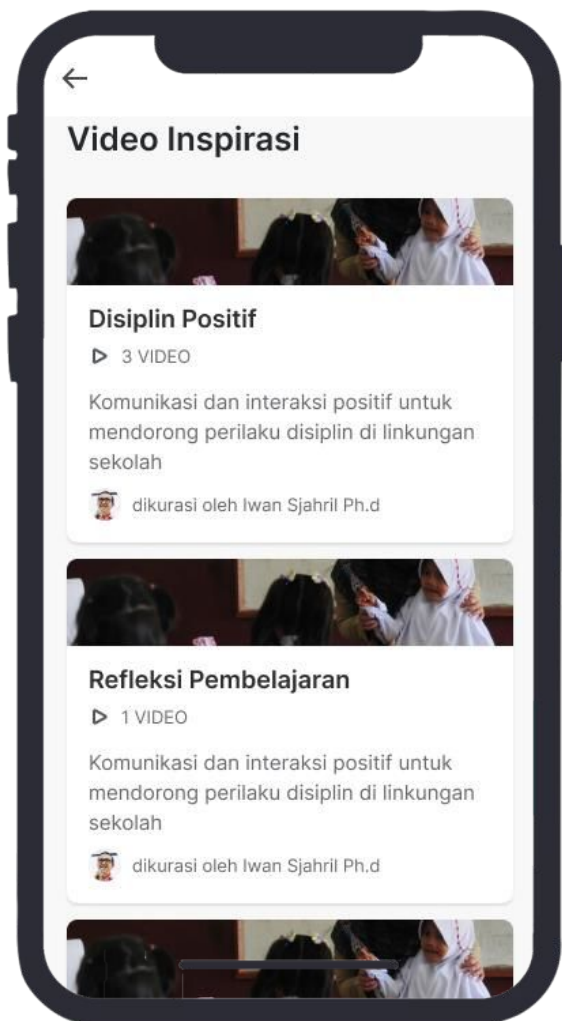 Video Inspirasi
Disiplin Positif
3 VIDEO
Komunikasi dan interaksi positif untuk
mendorong perilaku disiplin di linkungan
sekolah
dikurasi oleh Iwan Sjahril Ph.d
Refleksi Pembelajaran
1 VIDEO
Komunikasi dan interaksi positif untuk
mendorong perilaku disiplin di linkungan
sekolah
dikurasi oleh Iwan Sjahril Ph.d